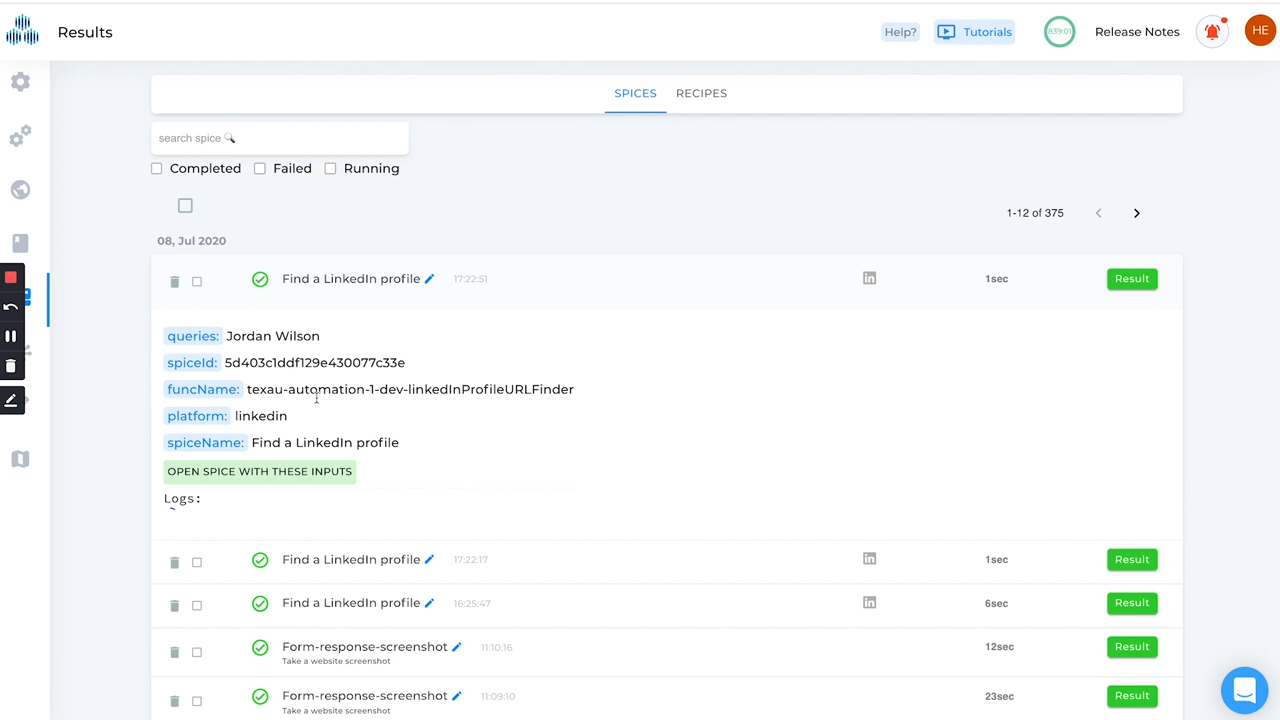 Results
Help?
Tutorials
839:01
Release Notes
HE
SPICES
RECIPES
search spice
Completed
Failed
Running
1-12 of 375
08, Jul 2020
Find a LinkedIn profile
17:22:51
1sec
Result
queries: Jordan Wilson
spiceId: 5d403c1ddf129e430077c33e
funcName: texau-automation-1-dev-linkedInProfileURLFinder
platform: linkedin
spiceName: Find a LinkedIn profile
OPEN SPICE WITH THESE INPUTS
Logs:
Find a LinkedIn profile
17:22:17
1sec
Result
Find a LinkedIn profile
16:25:47
6sec
Result
Form-response-screenshot
11:10:16
12sec
Result
Take a website screenshot
Form-response-screenshot
11:09:10
23sec
Result
Take a website screenshot